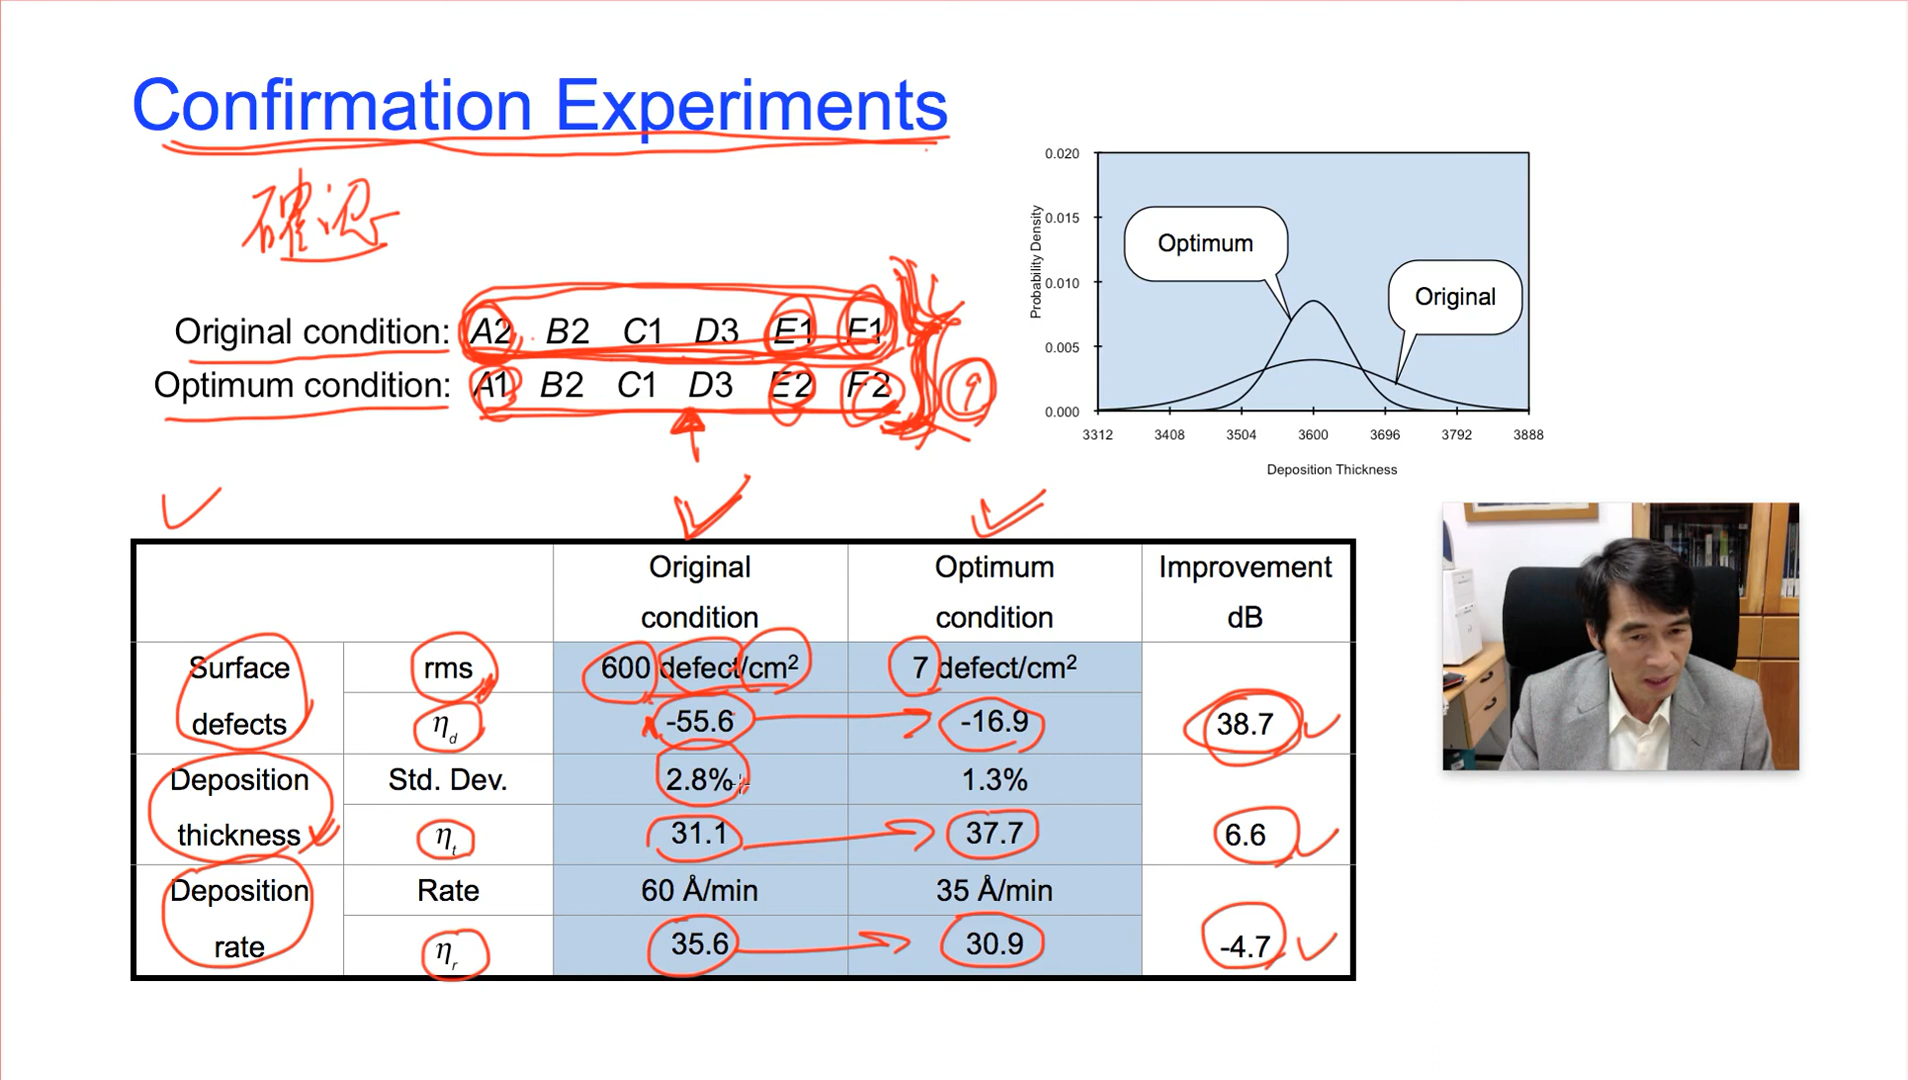 Confirmation Experiments
確認
Original condition: A2 B2 C1 D3 E1 F1
Optimum condition: A1 B2 C1 D3 E2 F2
9
0.020
0.015
0.010
0.005
0.000
Probability Density
Optimum
Original
3312 3408 3504 3600 3696 3792 3888
Deposition Thickness
Original condition
Optimum condition
Improvement dB
Surface defects
rms 600 defect/cm² 7 defect/cm²
η_d -55.6 -16.9 38.7
Deposition thickness
Std. Dev. 2.8% 1.3%
η_t 31.1 37.7 6.6
Deposition rate
Rate 60 Å/min 35 Å/min
η_r 35.6 30.9 -4.7